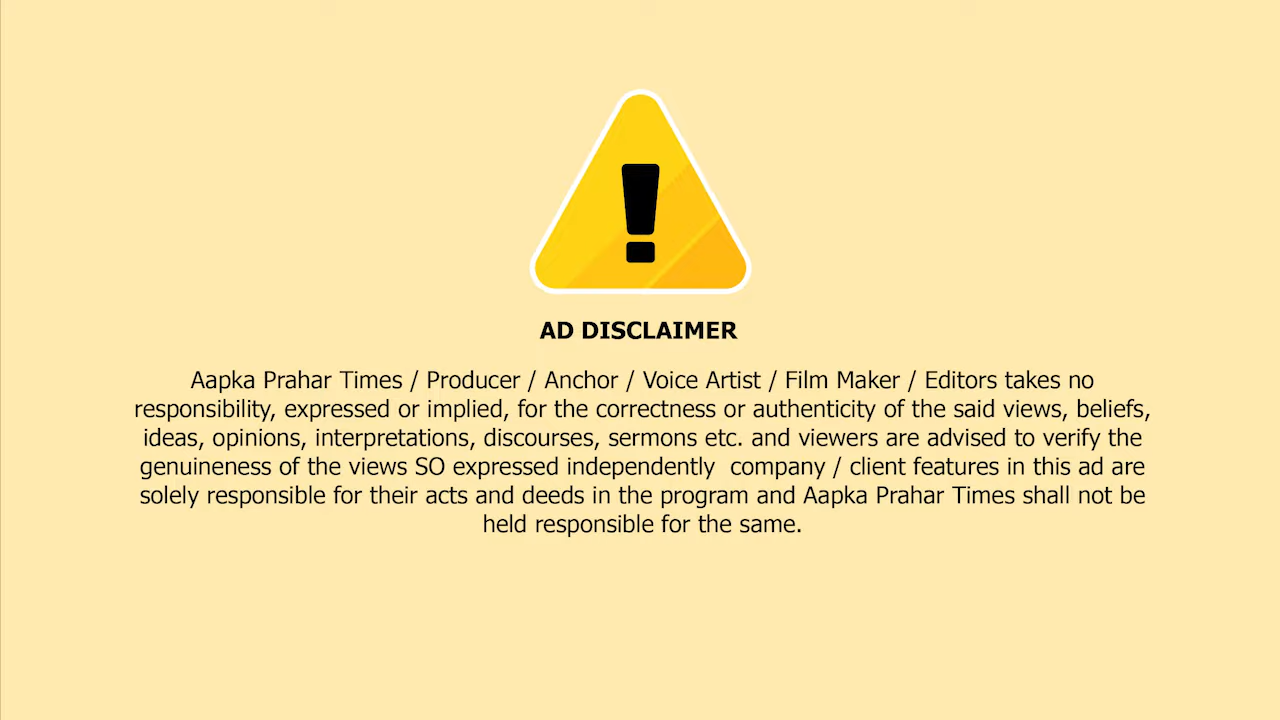 AD DISCLAIMER
Aapka Prahar Times / Producer / Anchor / Voice Artist / Film Maker / Editors takes no
responsibility, expressed or implied, for the correctness or authenticity of the said views, beliefs,
ideas, opinions, interpretations, discourses, sermons etc. and viewers are advised to verify the
genuineness of the views SO expressed independently  company / client features in this ad are
solely responsible for their acts and deeds in the program and Aapka Prahar Times shall not be
held responsible for the same.